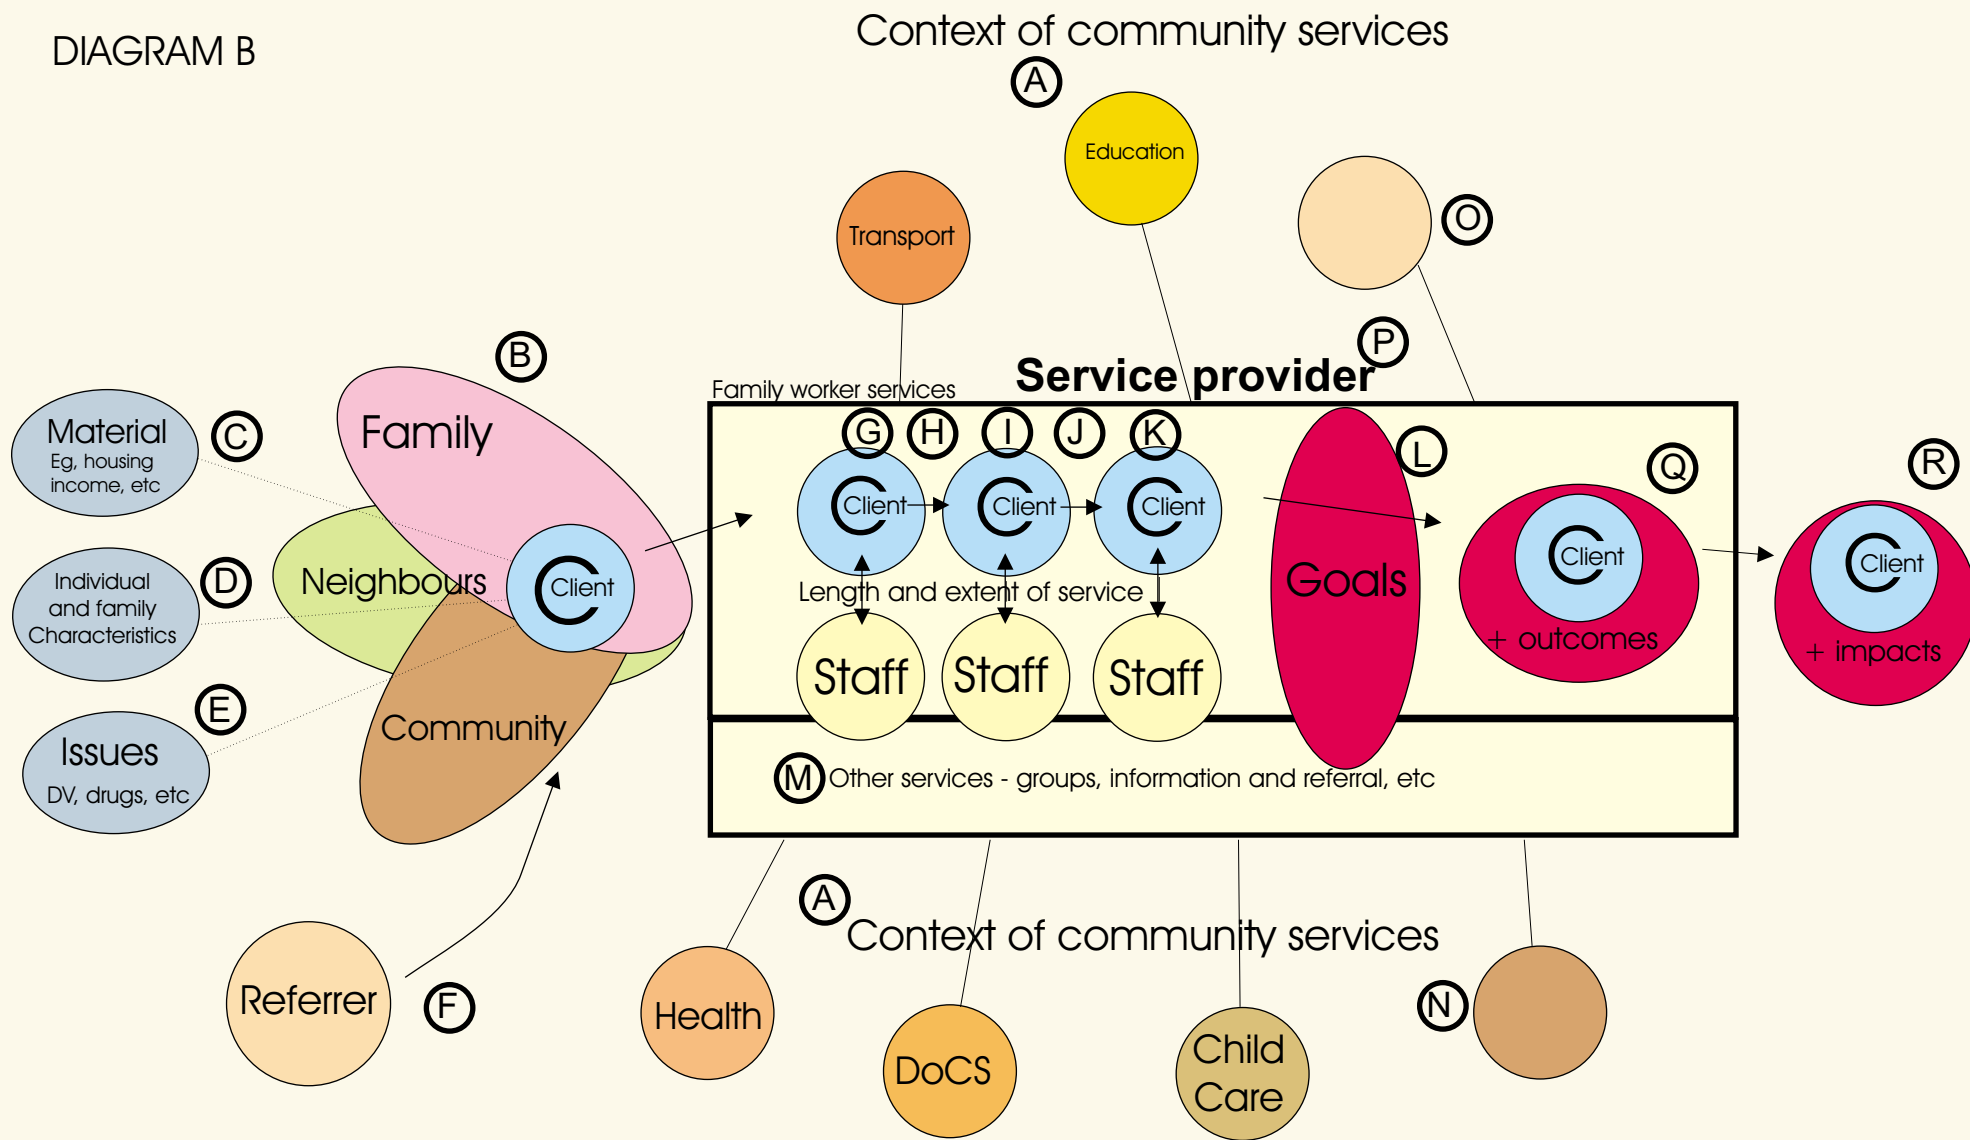 DIAGRAM B
Context of community services
A
Education
Transport
O
P
B
Service provider
Family worker services
Material
Eg, housing
income, etc
C
Family
G
H
I
J
K
L
Q
R
Client
Client
Client
Client
Client
Individual
and family
Characteristics
D
Neighbours
Client
Length and extent of service
Goals
+ outcomes
+ impacts
Staff
Staff
Staff
E
Issues
DV, drugs, etc
Community
M
Other services - groups, information and referral, etc
A
Context of community services
Referrer
F
Health
DoCS
Child
Care
N